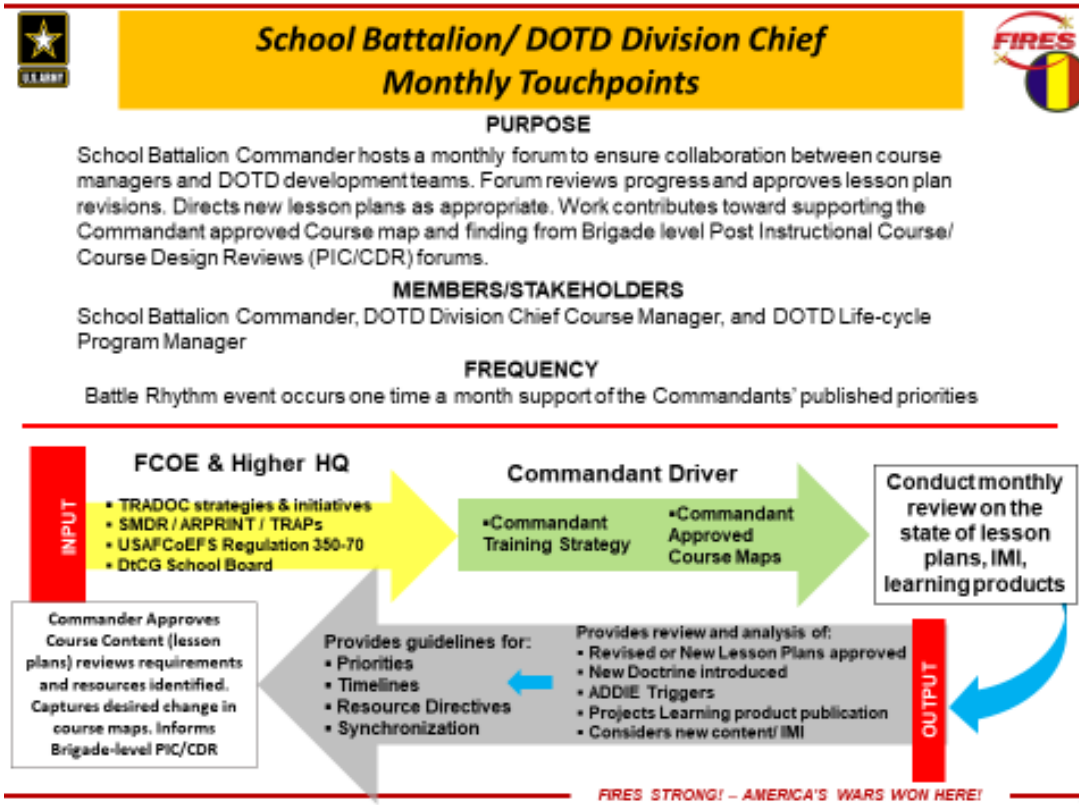 School Battalion/ DOTD Division Chief
Monthly Touchpoints
U.S.ARMY
FIRES
PURPOSE
School Battalion Commander hosts a monthly forum to ensure collaboration between course
managers and DOTD development teams. Forum reviews progress and approves lesson plan
revisions. Directs new lesson plans as appropriate. Work contributes toward supporting the
Commandant approved Course map and finding from Brigade level Post Instructional Course/
Course Design Reviews (PIC/CDR) forums.
MEMBERS/STAKEHOLDERS
School Battalion Commander, DOTD Division Chief Course Manager, and DOTD Life-cycle
Program Manager
FREQUENCY
Battle Rhythm event occurs one time a month support of the Commandants' published priorities
INPUT
FCOE & Higher HQ
▪ TRADOC strategies & initiatives
▪ SMDR / ARPRINT / TRAPs
▪ USAFCoEFS Regulation 350-70
▪ DtCG School Board
Commandant Driver
▪Commandant
Training Strategy
▪Commandant
Approved
Course Maps
Conduct monthly
review on the
state of lesson
plans, IMI,
learning products
OUTPUT
Provides review and analysis of:
▪ Revised or New Lesson Plans approved
▪ New Doctrine introduced
▪ ADDIE Triggers
▪ Projects Learning product publication
▪ Considers new content/ IMI
Provides guidelines for:
▪ Priorities
▪ Timelines
▪ Resource Directives
▪ Synchronization
Commander Approves
Course Content (lesson
plans) reviews requirements
and resources identified.
Captures desired change in
course maps. Informs
Brigade-level PIC/CDR
FIRES STRONG! – AMERICA'S WARS WON HERE!